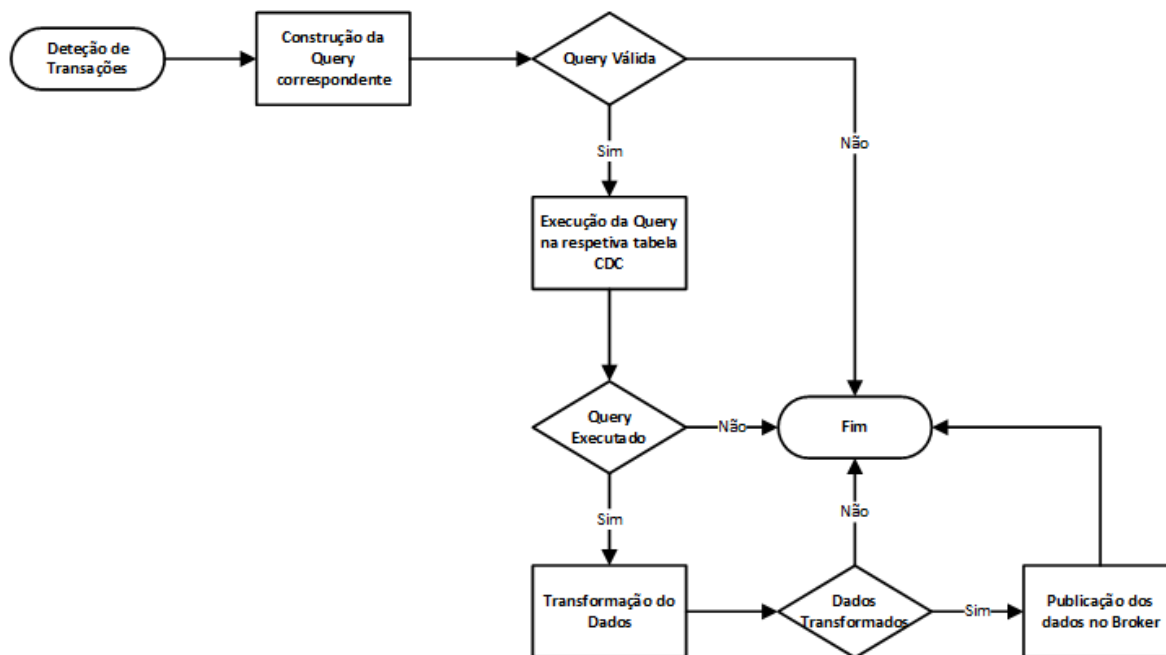 Deteção de
Transações
Construção da
Query
correspondente
Query Válida
Não
Sim
Execução da Query
na respetiva tabela
CDC
Query
Executado
Não
Fim
Sim
Não
Transformação do
Dados
Dados
Transformados
Sim
Publicação dos
dados no Broker